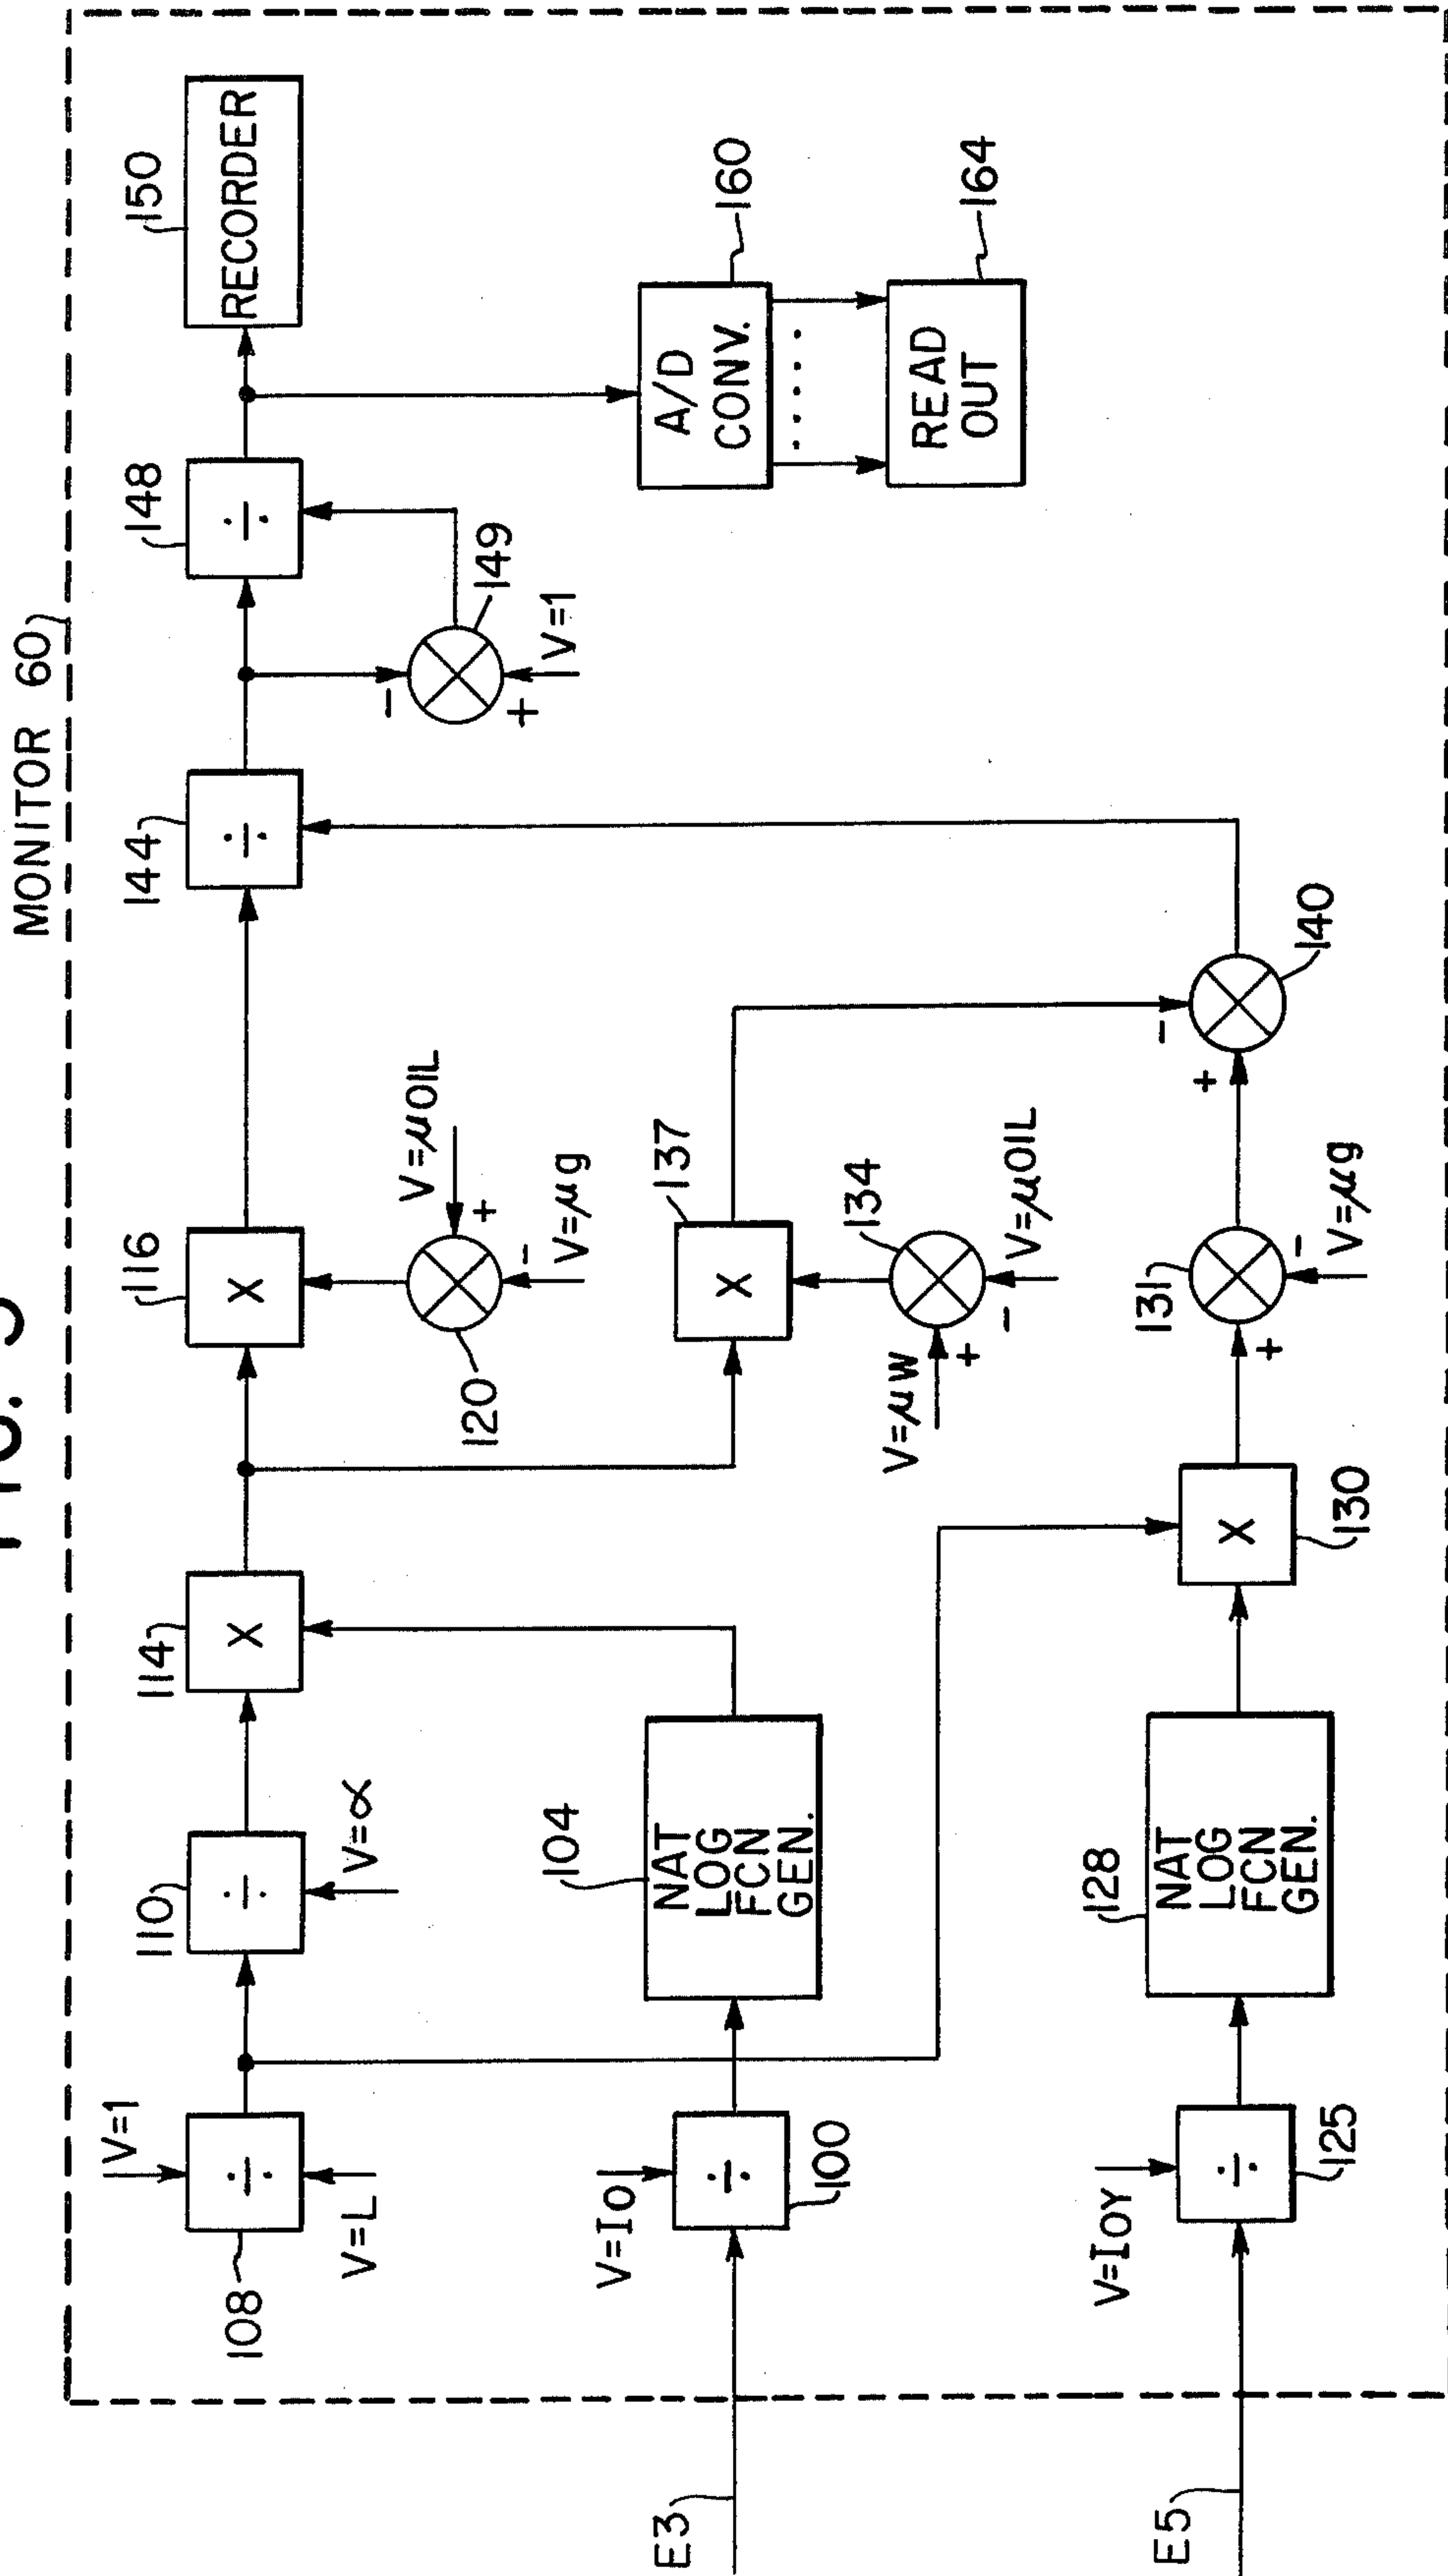 FIG.
MONITOR 60
V=1
110
114
116
144
148
150
÷
÷
X
X
÷
÷
RECORDER
108
V=L
V=α
120
V=μOIL
+
-
V=μg
-
+
149
V=1
V=IO
104
÷
100
NAT
LOG
FCN
GEN.
137
X
A/D
CONV.
160
.....
E3
V=μW
+
134
-
V=μOIL
READ
OUT
164
V=IOY
128
131
+
-
140
÷
125
NAT
LOG
FCN
GEN.
X
130
+
-
V=μg
E5